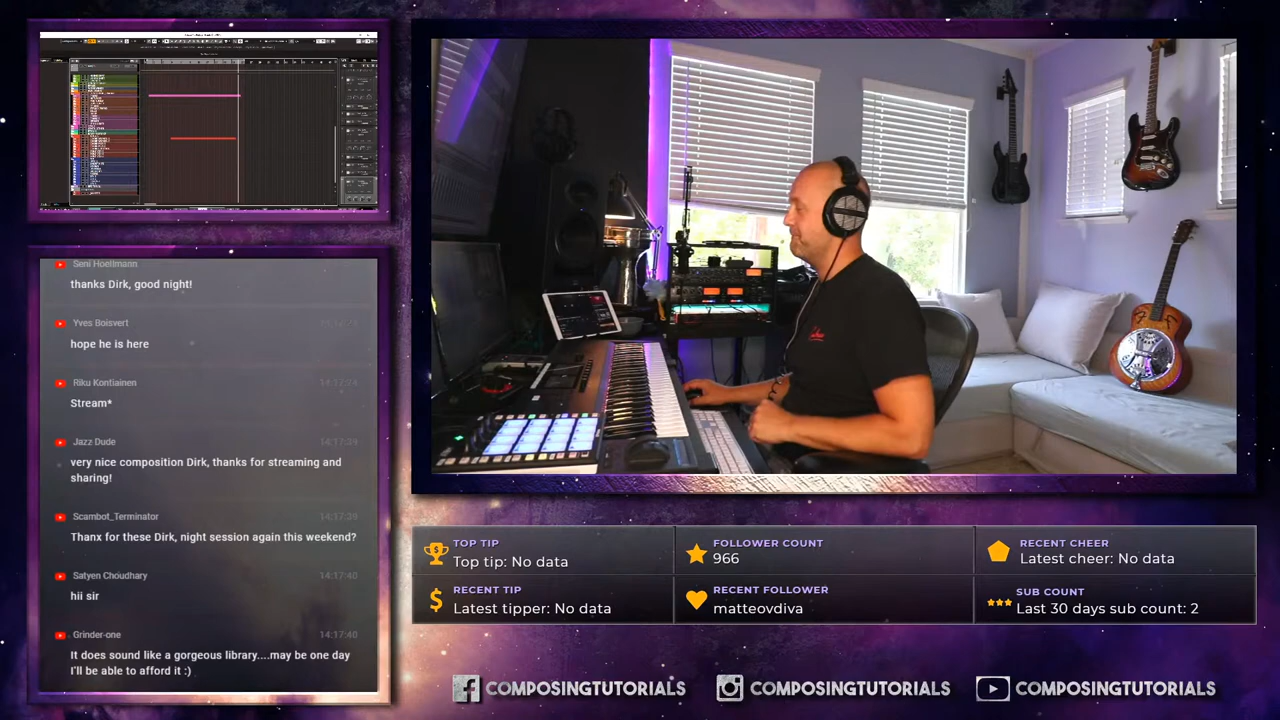 Seni Hoellmann
thanks Dirk, good night!
Yves Boisvert
hope he is here
Riku Kontiainen
Stream*
Jazz Dude 14:17:39
very nice composition Dirk, thanks for streaming and
sharing!
Scambot_Terminator 14:17:39
Thanx for these Dirk, night session again this weekend?
Satyen Choudhary 14:17:40
hii sir
Grinder-one 14:17:40
It does sound like a gorgeous library....may be one day
I'll be able to afford it :)
TOP TIP
Top tip: No data
FOLLOWER COUNT
966
RECENT CHEER
Latest cheer: No data
RECENT TIP
Latest tipper: No data
RECENT FOLLOWER
matteovdiva
SUB COUNT
Last 30 days sub count: 2
COMPOSINGTUTORIALS
COMPOSINGTUTORIALS
COMPOSINGTUTORIALS